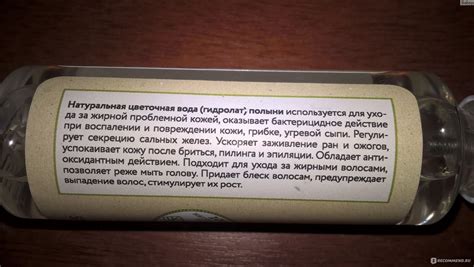 Натуральная цветочная вода (гидролат), полыни используется для ухо-
да за жирной проблемной кожей, оказывает бактерицидное действие
при воспалении и повреждении кожи, грибке, угревой сыпи. Регули-
рует секрецию сальных желез. Ускоряет заживление ран и ожогов,
успокаивает кожу после бритья, пилинга и эпиляции. Обладает анти-
оксидантным действием. Подходит для ухода за жирными волосами,
позволяет реже мыть голову. Придает блеск волосам, предупреждает
выпадение волос, стимулирует их рост.
IRECOMMEND.RU